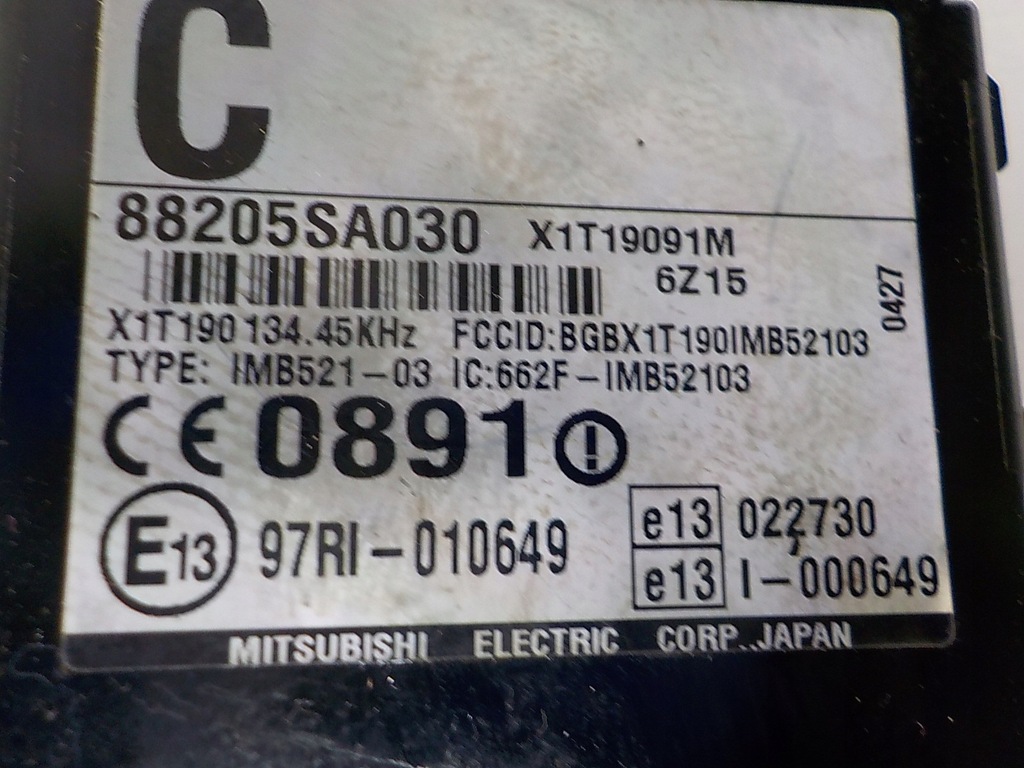 C
88205SA030 X1T19091M
6Z15
0427
X1T190 134.45KHz FCCID:BGBX1T190IMB52103
TYPE: IMB521-03 IC:662F-IMB52103
CE 0891
E13 97RI-010649
e13 022730
e13 I-000649
MITSUBISHI ELECTRIC CORP. JAPAN